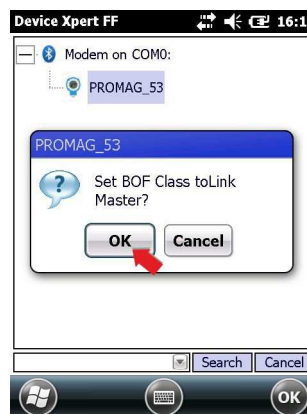 Device Xpert FF 16:1
Modem on COM0:
PROMAG_53
PROMAG_53
Set BOF Class toLink
Master?
OK Cancel
Search Cancel
OK